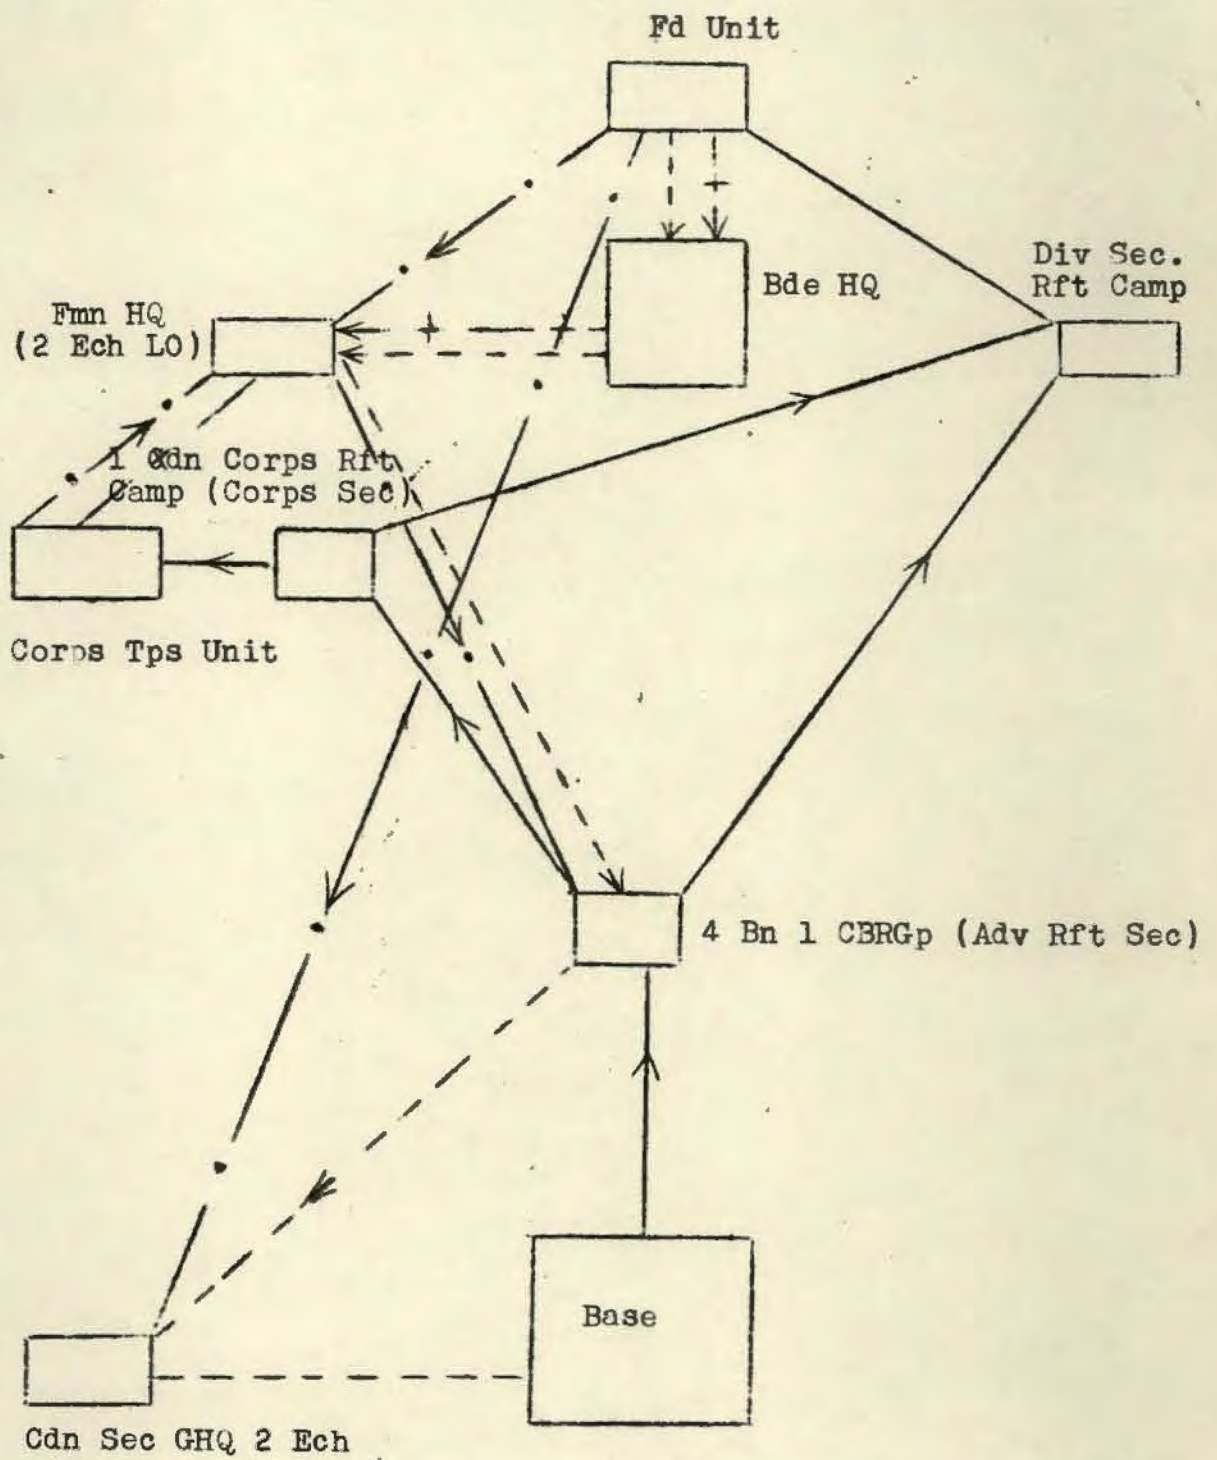 Fd Unit
Div Sec.
Rft Camp
Bde HQ
Fmn HQ
(2 Ech LO)
1 Cdn Corps Rft
Camp (Corps Sec)
Corps Tps Unit
4 Bn 1 CBRGp (Adv Rft Sec)
Base
Cdn Sec GHQ 2 Ech